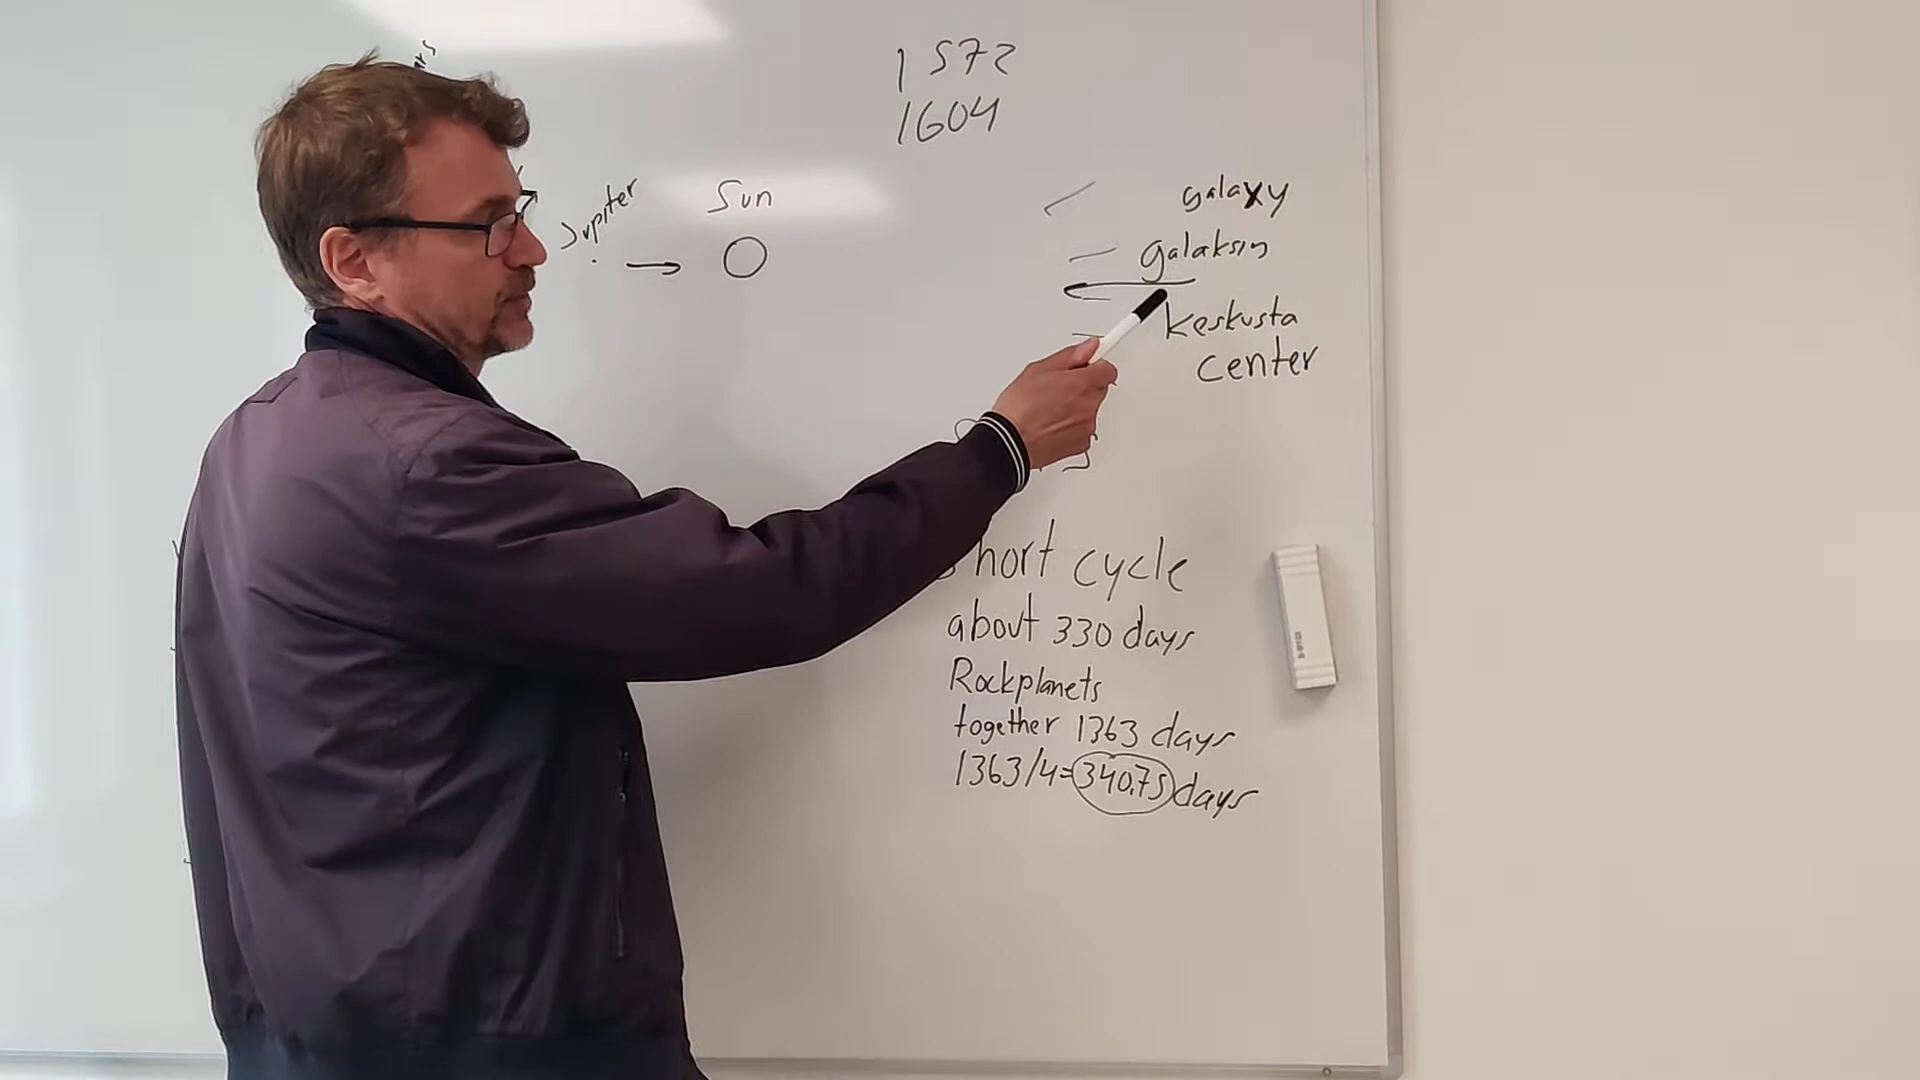 1572
1604
Jupiter
Sun
galaxy
galaksin
keskusta
center
hort cycle
about 330 days
Rockplanets
together 1363 days
1363/4=340,75 days